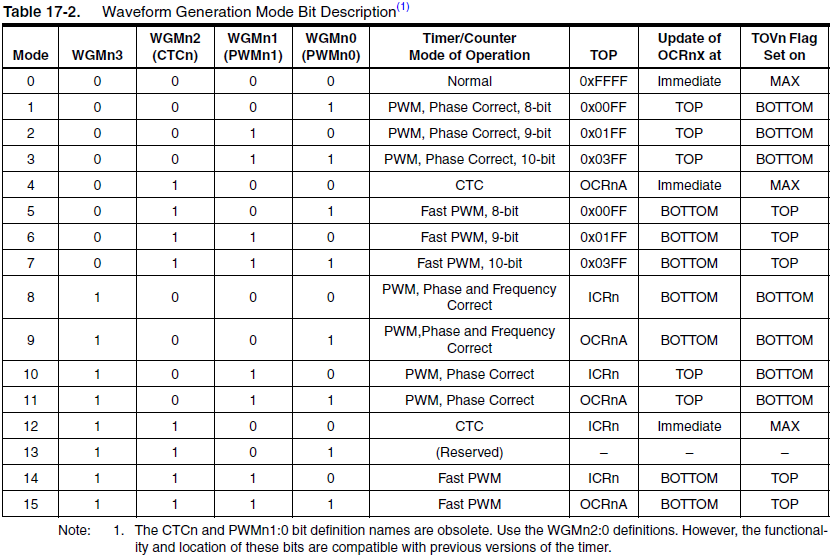 Table 17-2. Waveform Generation Mode Bit Description(1)
Mode WGMn3 WGMn2 (CTCn) WGMn1 (PWMn1) WGMn0 (PWMn0) Timer/Counter Mode of Operation TOP Update of OCRnX at TOVn Flag Set on
0 0 0 0 0 Normal 0xFFFF Immediate MAX
1 0 0 0 1 PWM, Phase Correct, 8-bit 0x00FF TOP BOTTOM
2 0 0 1 0 PWM, Phase Correct, 9-bit 0x01FF TOP BOTTOM
3 0 0 1 1 PWM, Phase Correct, 10-bit 0x03FF TOP BOTTOM
4 0 1 0 0 CTC OCRnA Immediate MAX
5 0 1 0 1 Fast PWM, 8-bit 0x00FF BOTTOM TOP
6 0 1 1 0 Fast PWM, 9-bit 0x01FF BOTTOM TOP
7 0 1 1 1 Fast PWM, 10-bit 0x03FF BOTTOM TOP
8 1 0 0 0 PWM, Phase and Frequency Correct ICRn BOTTOM BOTTOM
9 1 0 0 1 PWM,Phase and Frequency Correct OCRnA BOTTOM BOTTOM
10 1 0 1 0 PWM, Phase Correct ICRn TOP BOTTOM
11 1 0 1 1 PWM, Phase Correct OCRnA TOP BOTTOM
12 1 1 0 0 CTC ICRn Immediate MAX
13 1 1 0 1 (Reserved) – – –
14 1 1 1 0 Fast PWM ICRn BOTTOM TOP
15 1 1 1 1 Fast PWM OCRnA BOTTOM TOP
Note: 1. The CTCn and PWMn1:0 bit definition names are obsolete. Use the WGMn2:0 definitions. However, the functional-
ity and location of these bits are compatible with previous versions of the timer.